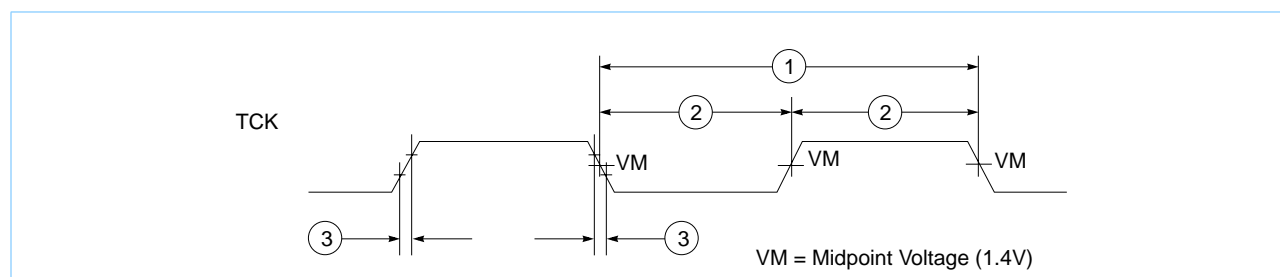 1
2 2
TCK
VM VM VM
3 3
VM = Midpoint Voltage (1.4V)